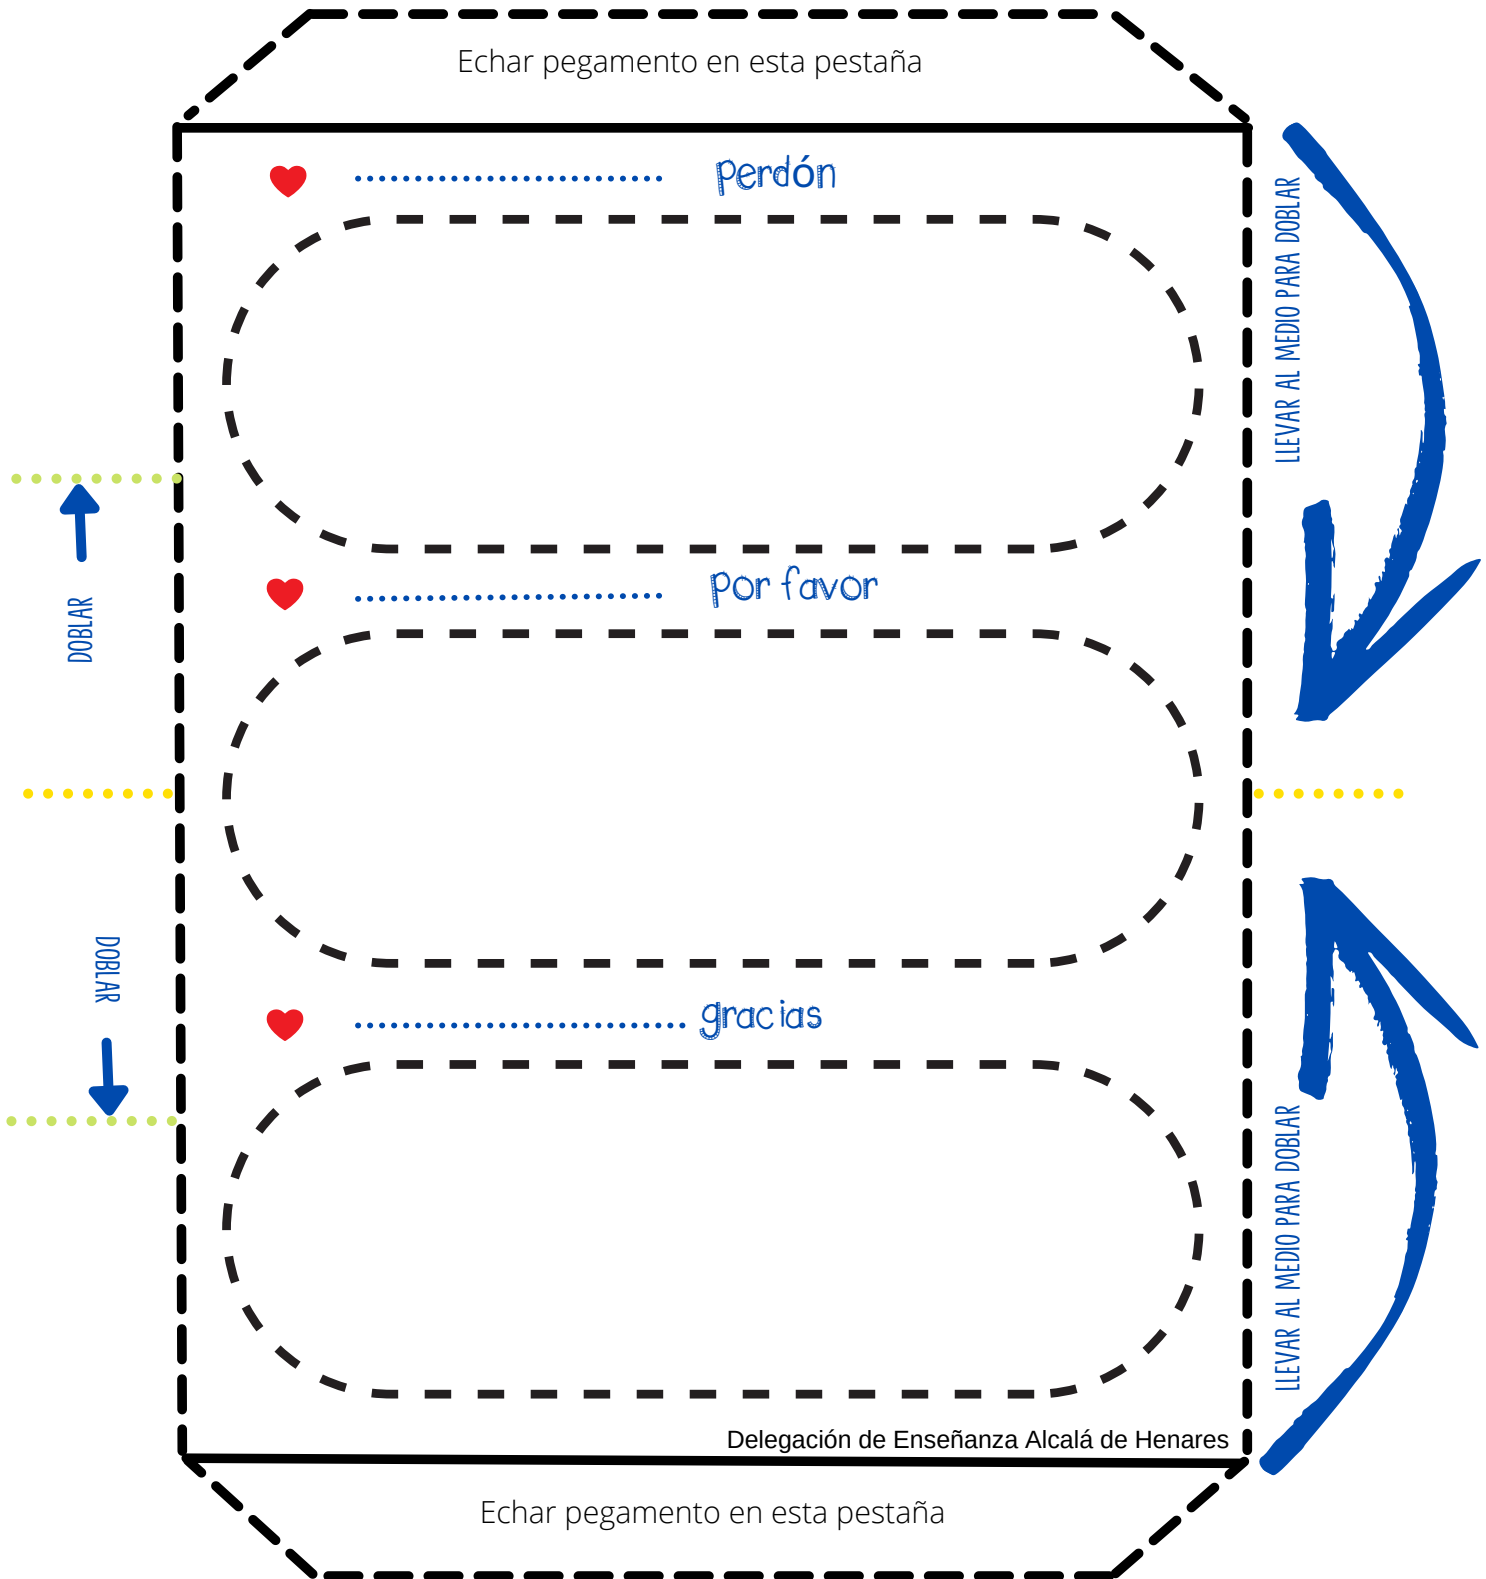 Echar pegamento en esta pestaña
perdón
LLEVAR AL MEDIO PARA DOBLAR
por favor
DOBLAR
DOBLAR
gracias
LLEVAR AL MEDIO PARA DOBLAR
Delegación de Enseñanza Alcalá de Henares
Echar pegamento en esta pestaña